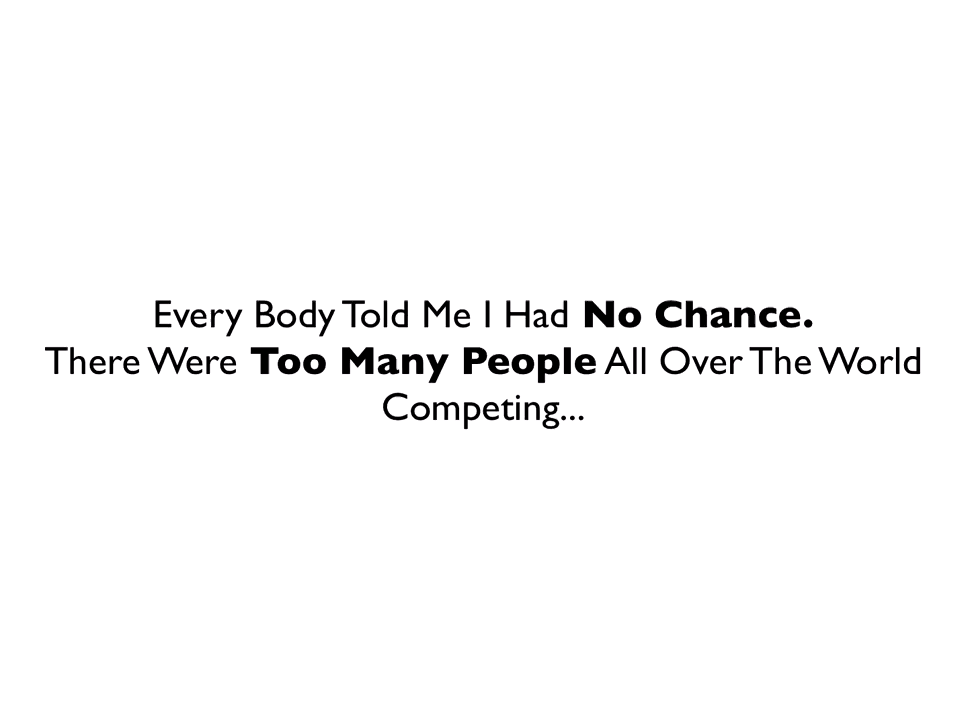 Every Body Told Me I Had No Chance.
There Were Too Many People All Over The World
Competing...